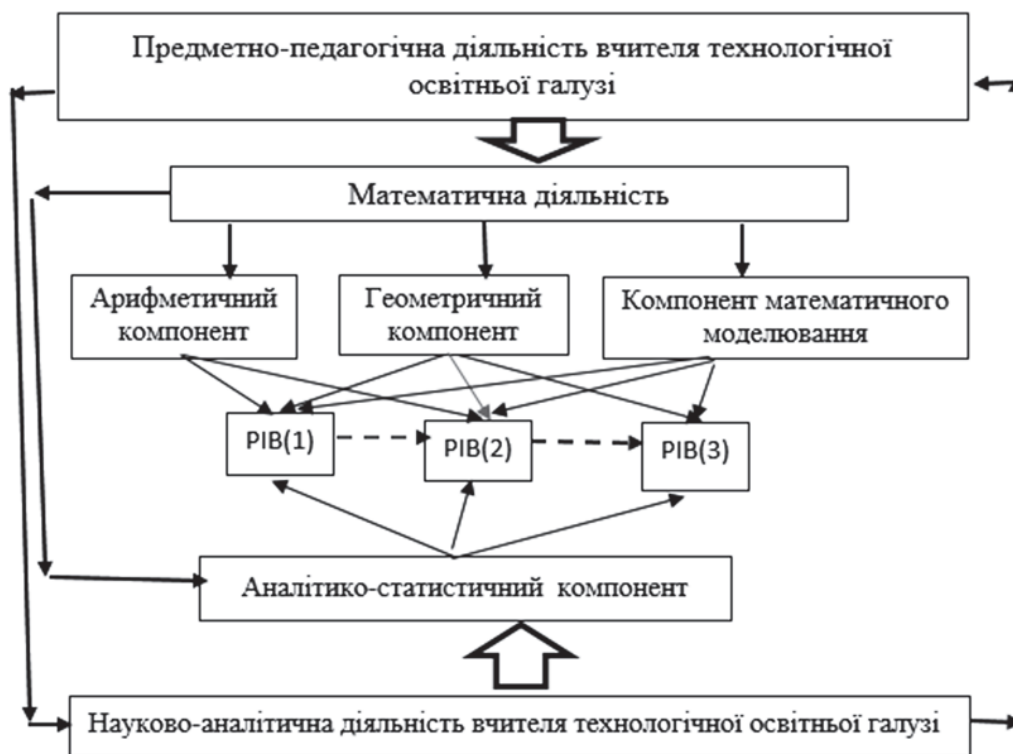 Предметно-педагогічна діяльність вчителя технологічної
освітньої галузі
Математична діяльність
Арифметичний
компонент
Геометричний
компонент
Компонент математичного
моделювання
РІВ(1)
РІВ(2)
РІВ(3)
Аналітико-статистичний компонент
Науково-аналітична діяльність вчителя технологічної освітньої галузі